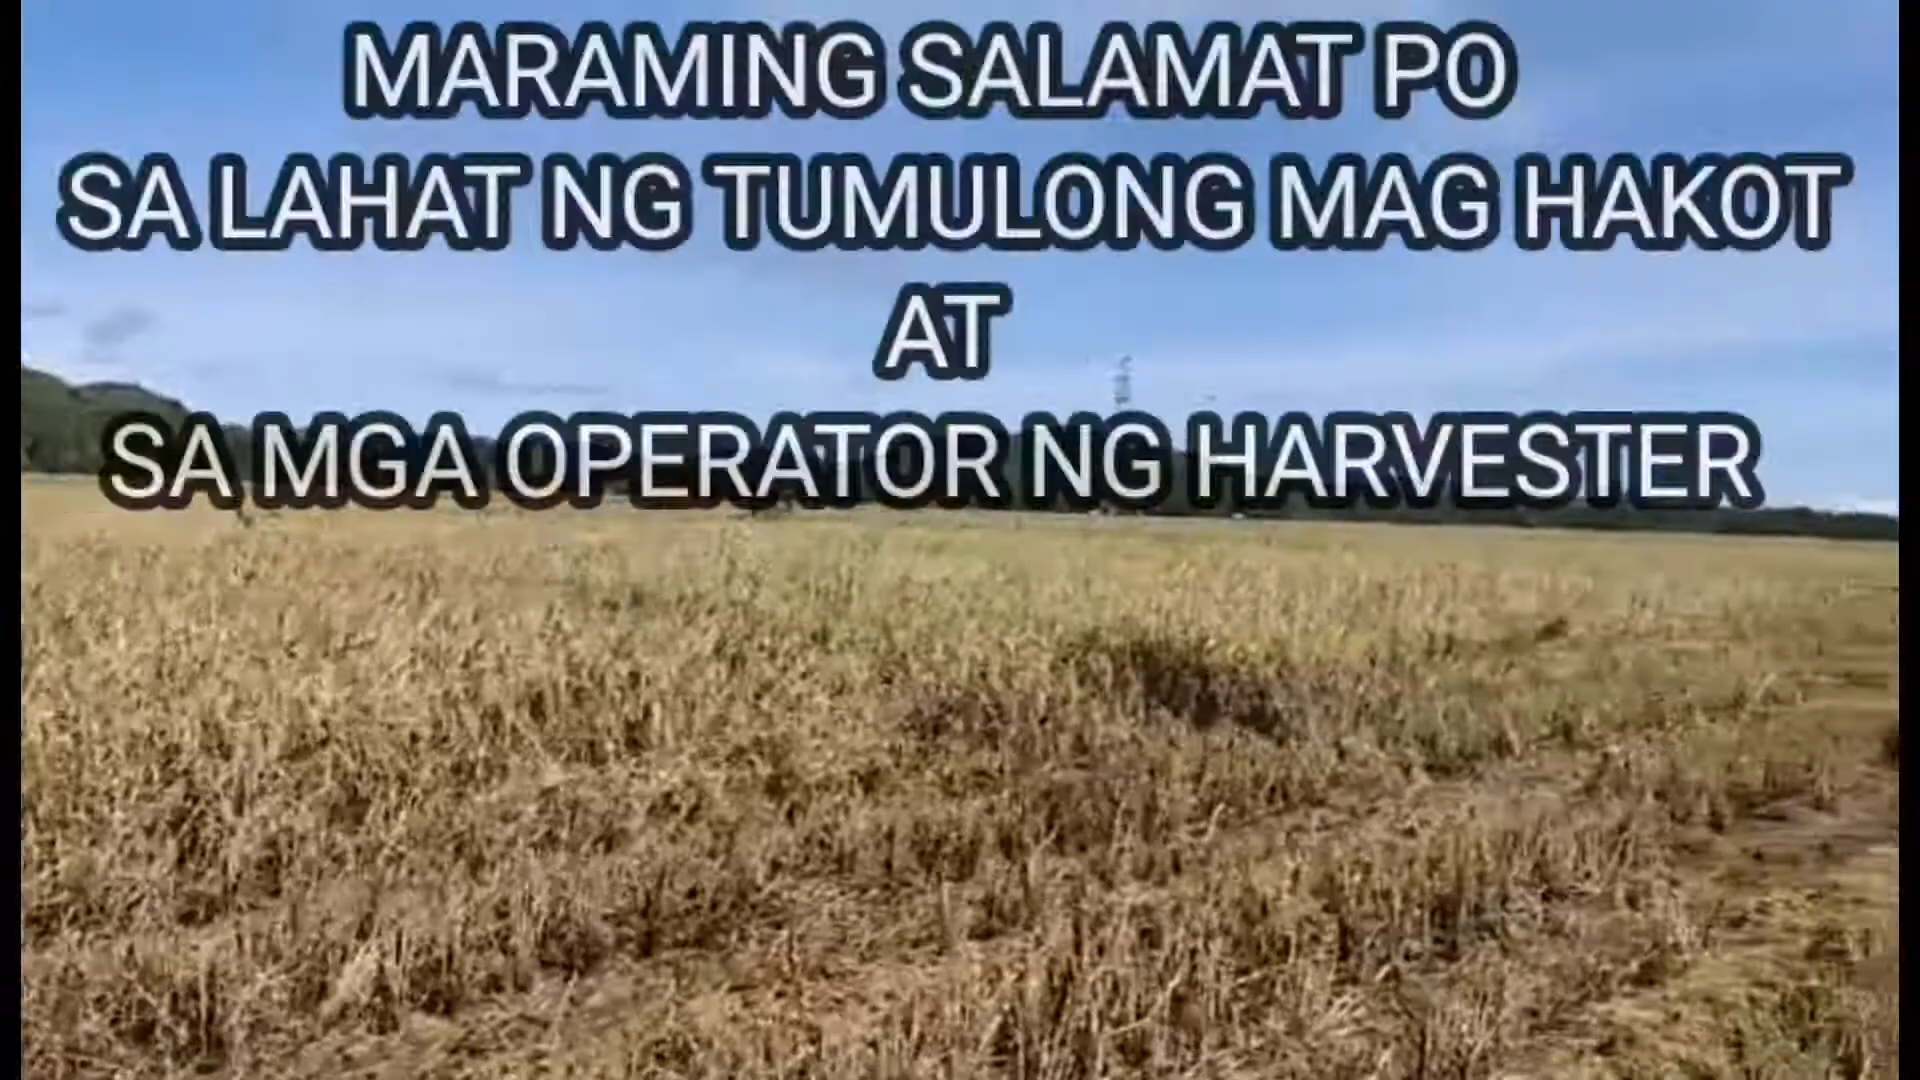 MARAMING SALAMAT PO
SA LAHAT NG TUMULONG MAG HAKOT
AT
SA MGA OPERATOR NG HARVESTER